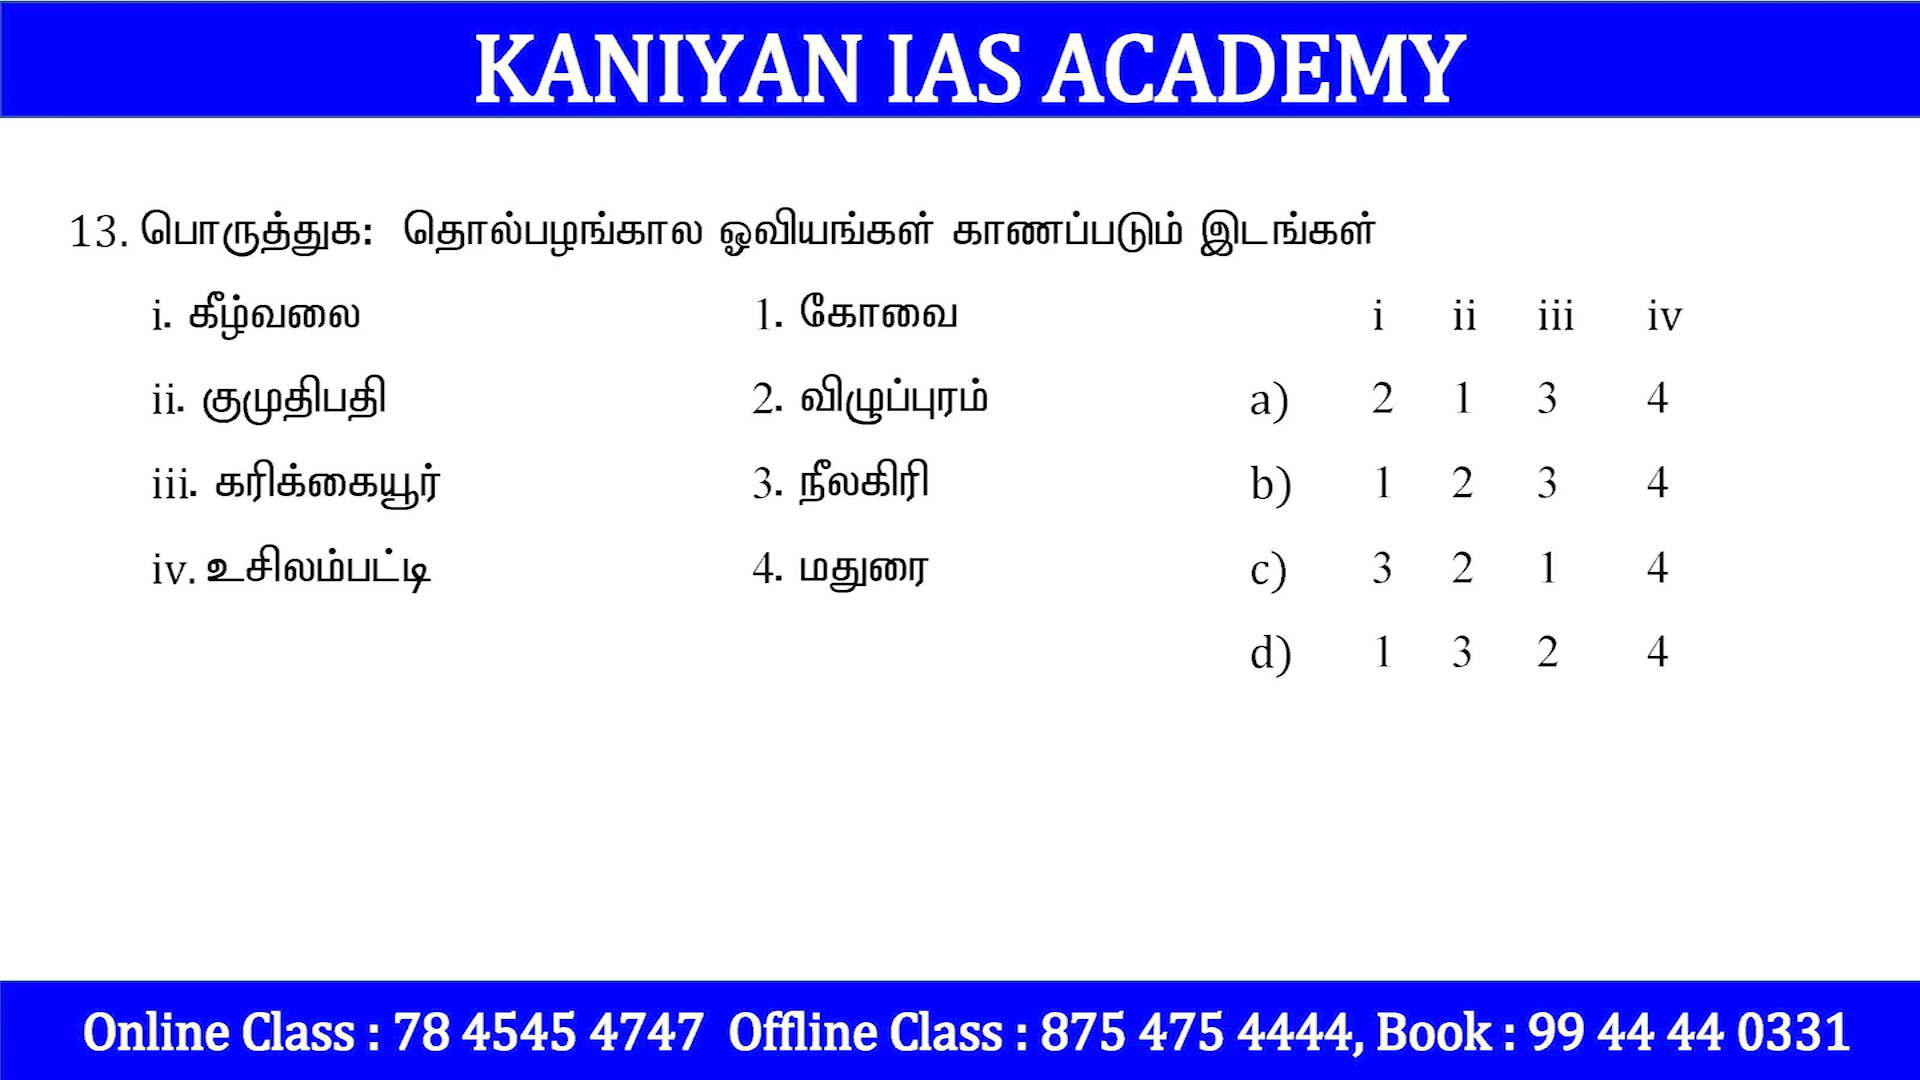 KANIYAN IAS ACADEMY
13. பொருத்துக: தொல்பழங்கால ஓவியங்கள் காணப்படும் இடங்கள்
i. கீழ்வலை 1. கோவை i ii iii iv
ii. குமுதிபதி 2. விழுப்புரம் a) 2 1 3 4
iii. கரிக்கையூர் 3. நீலகிரி b) 1 2 3 4
iv. உசிலம்பட்டி 4. மதுரை c) 3 2 1 4
d) 1 3 2 4
Online Class : 78 4545 4747 Offline Class : 875 475 4444, Book : 99 44 44 0331